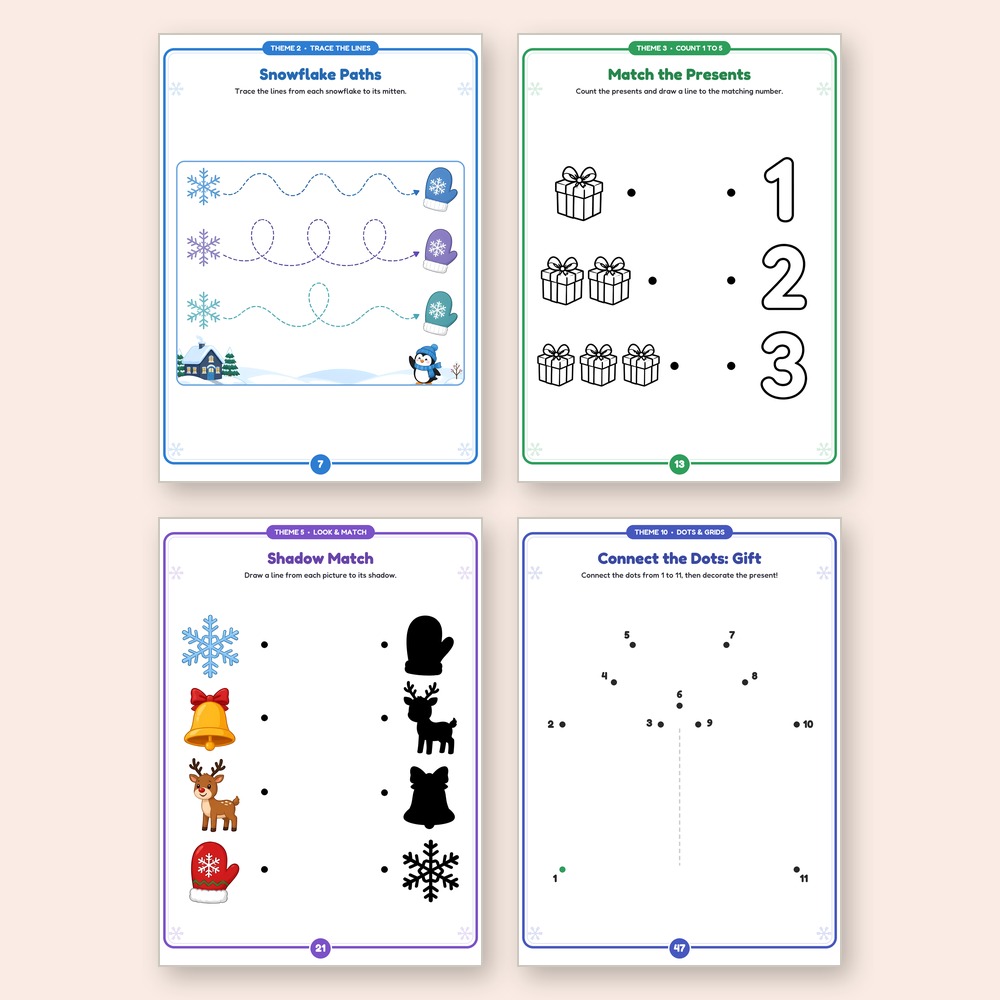 THEME 2 • TRACE THE LINES
Snowflake Paths
Trace the lines from each snowflake to its mitten.
7
THEME 3 • COUNT 1 TO 5
Match the Presents
Count the presents and draw a line to the matching number.
1
2
3
13
THEME 5 • LOOK & MATCH
Shadow Match
Draw a line from each picture to its shadow.
21
THEME 10 • DOTS & GRIDS
Connect the Dots: Gift
Connect the dots from 1 to 11, then decorate the present!
5 7
4 8
6
2 3 9 10
1 11
47